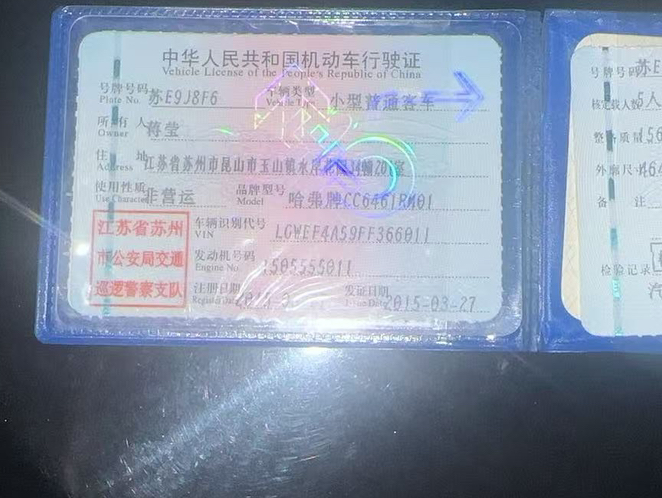 中华人民共和国机动车行驶证
Vehicle License of the People's Republic of China
号牌号码 苏E9J8F6 车辆类型 小型普通客车
Plate No. Vehicle Type
所有人 蒋莹
Owner
住址 江苏省苏州市昆山市玉山镇水岸
Address
使用性质 非营运 品牌型号 哈弗牌CC6461RM01
Use Character Model
江苏省苏州
市公安局交通
巡逻警察支队
车辆识别代号 LGWEF4A59FF366011
VIN
发动机号码 1505555011
Engine No.
注册日期 发证日期 2015-03-27
号牌号码 苏E
核定载人数 5人
整备质量
外廓尺寸
备注
检验记录